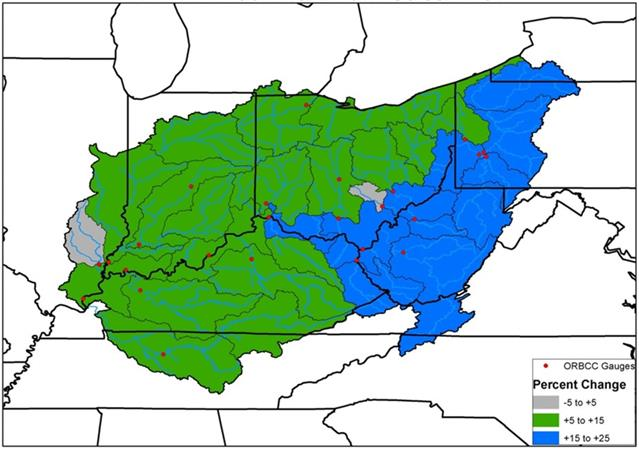 ORBCC Gauges
Percent Change
-5 to +5
+5 to +15
+15 to +25